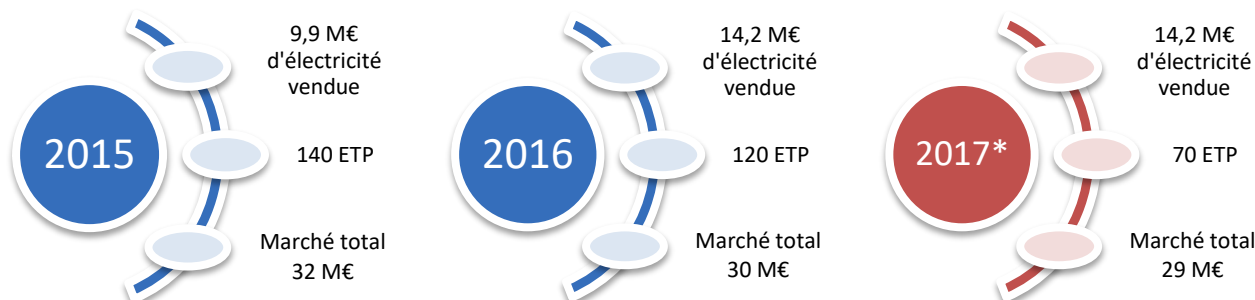 2015
9,9 M€
d'électricité
vendue
140 ETP
Marché total
32 M€
2016
14,2 M€
d'électricité
vendue
120 ETP
Marché total
30 M€
2017*
14,2 M€
d'électricité
vendue
70 ETP
Marché total
29 M€